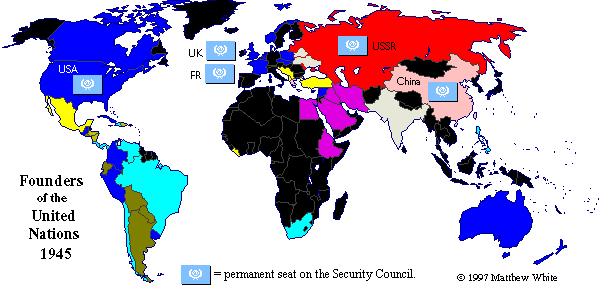 UK
USSR
USA
FR
China
Founders
of the
United
Nations
1945
= permanent seat on the Security Council.
© 1997 Matthew White